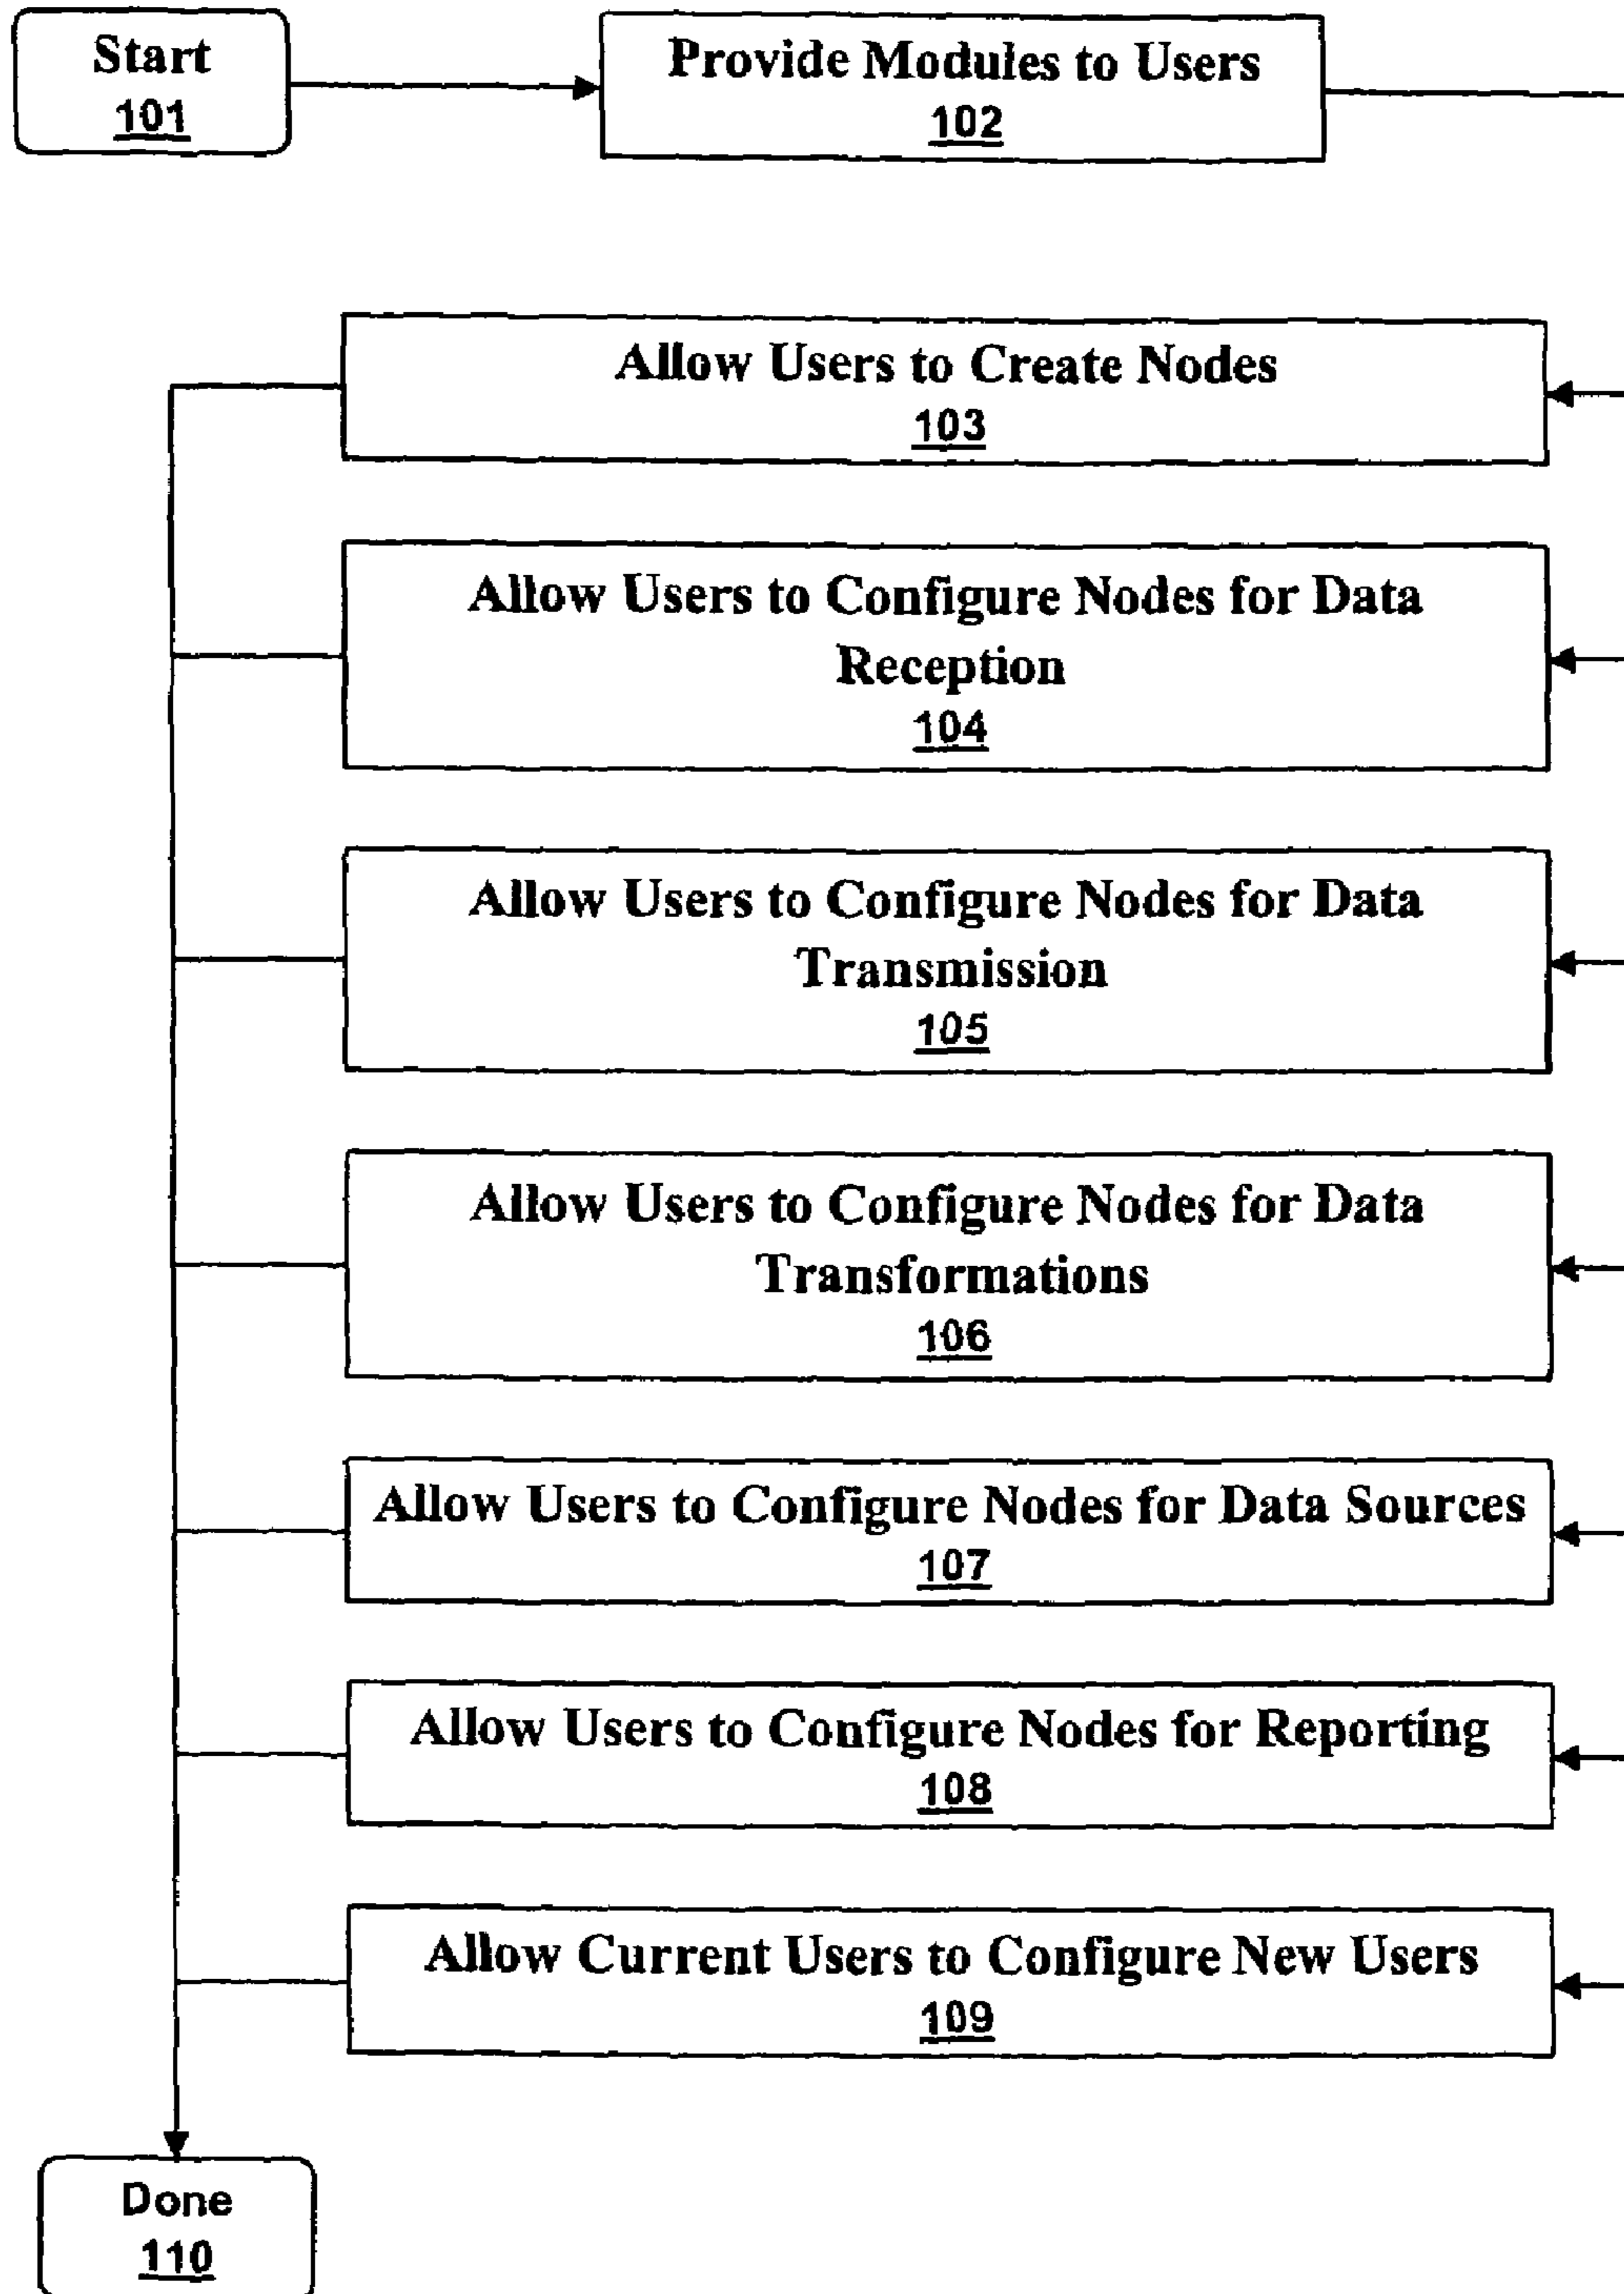 Start
101
Provide Modules to Users
102
Allow Users to Create Nodes
103
Allow Users to Configure Nodes for Data
Reception
104
Allow Users to Configure Nodes for Data
Transmission
105
Allow Users to Configure Nodes for Data
Transformations
106
Allow Users to Configure Nodes for Data Sources
107
Allow Users to Configure Nodes for Reporting
108
Allow Current Users to Configure New Users
109
Done
110